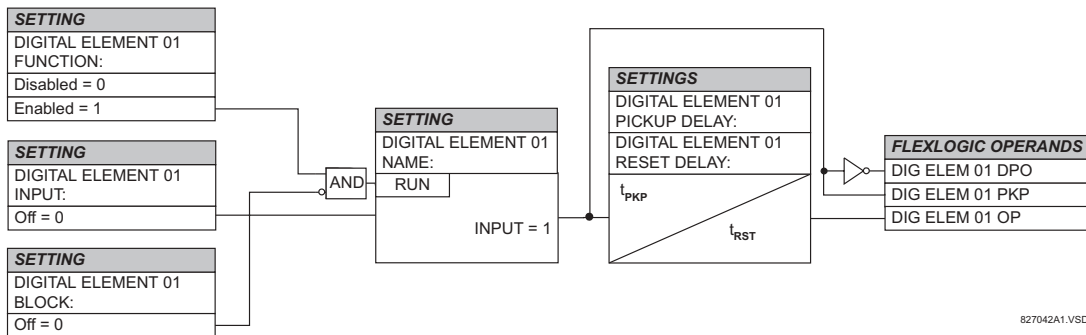 SETTING
DIGITAL ELEMENT 01
FUNCTION:
Disabled = 0
Enabled = 1
SETTING
DIGITAL ELEMENT 01
INPUT:
Off = 0
SETTING
DIGITAL ELEMENT 01
BLOCK:
Off = 0
AND
SETTING
DIGITAL ELEMENT 01
NAME:
RUN
INPUT = 1
SETTINGS
DIGITAL ELEMENT 01
PICKUP DELAY:
DIGITAL ELEMENT 01
RESET DELAY:
tPKP
tRST
FLEXLOGIC OPERANDS
DIG ELEM 01 DPO
DIG ELEM 01 PKP
DIG ELEM 01 OP
827042A1.VSD